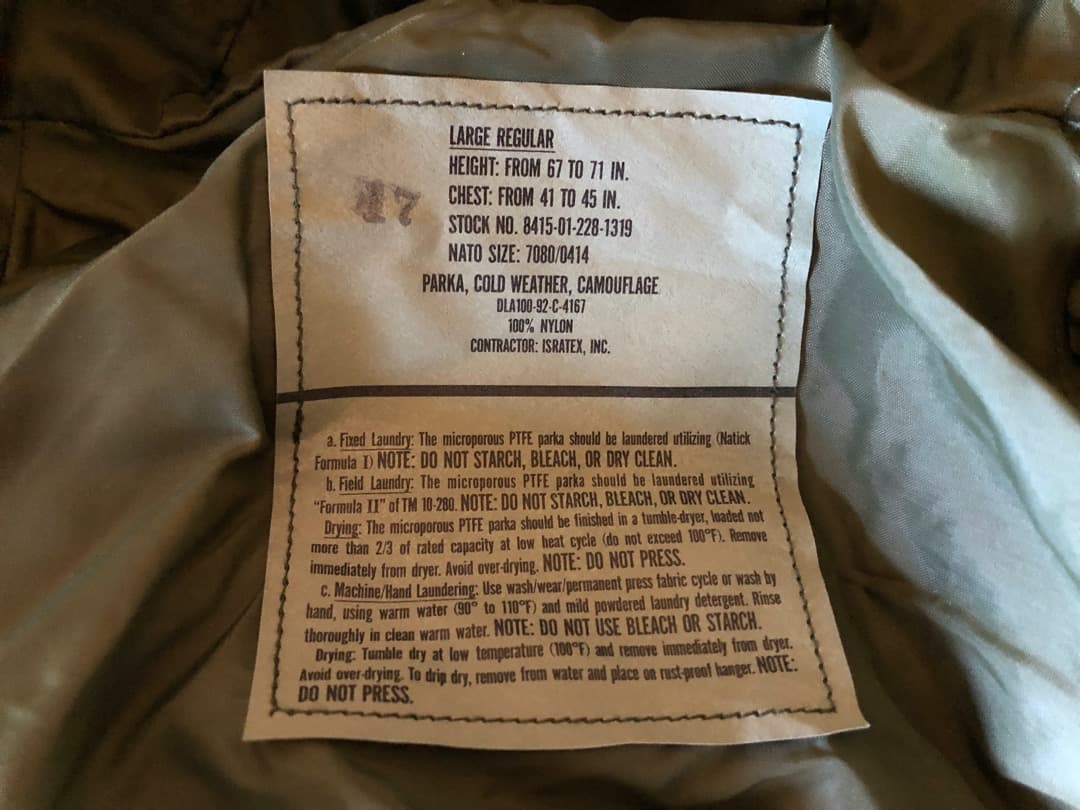 LARGE REGULAR
HEIGHT: FROM 67 TO 71 IN.
CHEST: FROM 41 TO 45 IN.
STOCK NO. 8415-01-228-1319
NATO SIZE: 7080/0414
PARKA, COLD WEATHER, CAMOUFLAGE
DLA100-92-C-4167
100% NYLON
CONTRACTOR: ISRATEX, INC.
a. Fixed Laundry: The microporous PTFE parka should be laundered utilizing (Natick
Formula I) NOTE: DO NOT STARCH, BLEACH, OR DRY CLEAN.
b. Field Laundry: The microporous PTFE parka should be laundered utilizing
"Formula II" of TM 10-280. NOTE: DO NOT STARCH, BLEACH, OR DRY CLEAN.
Drying: The microporous PTFE parka should be finished in a tumble-dryer, loaded not
more than 2/3 of rated capacity at low heat cycle (do not exceed 100°F). Remove
immediately from dryer. Avoid over-drying. NOTE: DO NOT PRESS.
c. Machine/Hand Laundering: Use wash/wear/permanent press fabric cycle or wash by
hand, using warm water (90° to 110°F) and mild powdered laundry detergent. Rinse
thoroughly in clean warm water. NOTE: DO NOT USE BLEACH OR STARCH.
Drying: Tumble dry at low temperature (100°F) and remove immediately from dryer.
Avoid over-drying. To drip dry, remove from water and place on rust-proof hanger. NOTE:
DO NOT PRESS.